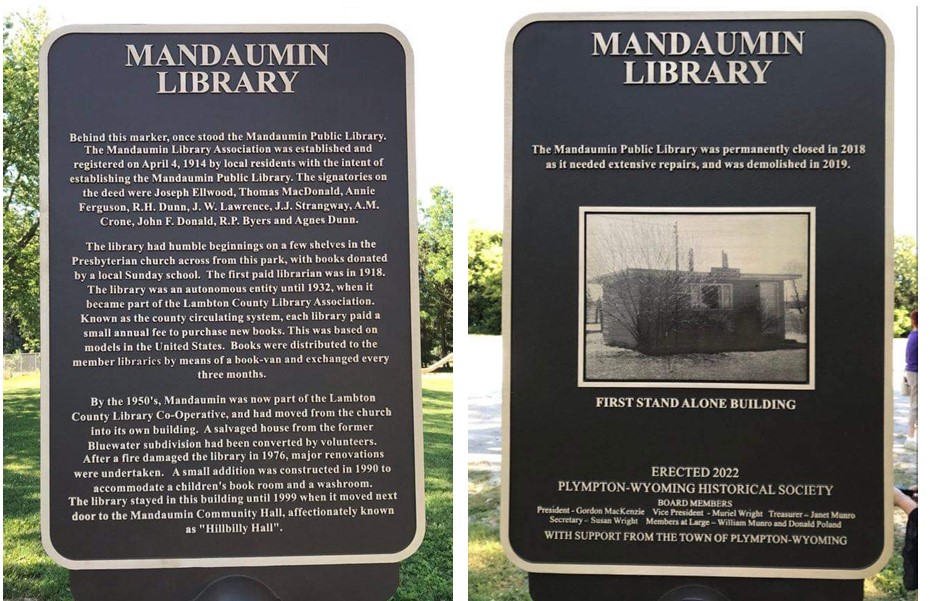 MANDAUMIN
LIBRARY
Behind this marker, once stood the Mandaumin Public Library.
The Mandaumin Library Association was established and
registered on April 4, 1914 by local residents with the intent of
establishing the Mandaumin Public Library. The signatories on
the deed were Joseph Ellwood, Thomas MacDonald, Annie
Ferguson, R.H. Dunn, J. W. Lawrence, J.J. Strangway, A.M.
Crone, John F. Donald, R.P. Byers and Agnes Dunn.
The library had humble beginnings on a few shelves in the
Presbyterian church across from this park, with books donated
by a local Sunday school. The first paid librarian was in 1918.
The library was an autonomous entity until 1932, when it
became part of the Lambton County Library Association.
Known as the county circulating system, each library paid a
small annual fee to purchase new books. This was based on
models in the United States. Books were distributed to the
member libraries by means of a book-van and exchanged every
three months.
By the 1950's, Mandaumin was now part of the Lambton
County Library Co-Operative, and had moved from the church
into its own building. A salvaged house from the former
Bluewater subdivision had been converted by volunteers.
After a fire damaged the library in 1976, major renovations
were undertaken. A small addition was constructed in 1990 to
accommodate a children's book room and a washroom.
The library stayed in this building until 1999 when it moved next
door to the Mandaumin Community Hall, affectionately known
as "Hillbilly Hall".
MANDAUMIN
LIBRARY
The Mandaumin Public Library was permanently closed in 2018
as it needed extensive repairs, and was demolished in 2019.
FIRST STAND ALONE BUILDING
ERECTED 2022
PLYMPTON-WYOMING HISTORICAL SOCIETY
BOARD MEMBERS
President - Gordon MacKenzie Vice President - Muriel Wright Treasurer – Janet Munro
Secretary – Susan Wright Members at Large – William Munro and Donald Poland
WITH SUPPORT FROM THE TOWN OF PLYMPTON-WYOMING